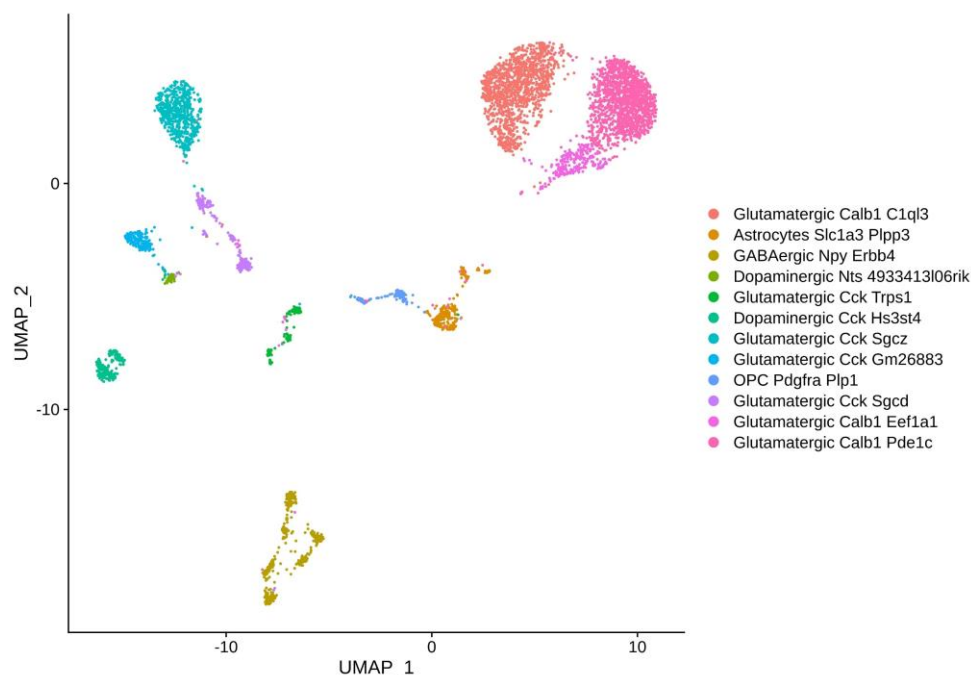 0
-10
UMAP_2
-10
0
10
UMAP_1
Glutamatergic Calb1 C1ql3
Astrocytes Slc1a3 Plpp3
GABAergic Npy Erbb4
Dopaminergic Nts 4933413l06rik
Glutamatergic Cck Trps1
Dopaminergic Cck Hs3st4
Glutamatergic Cck Sgcz
Glutamatergic Cck Gm26883
OPC Pdgfra Plp1
Glutamatergic Cck Sgcd
Glutamatergic Calb1 Eef1a1
Glutamatergic Calb1 Pde1c